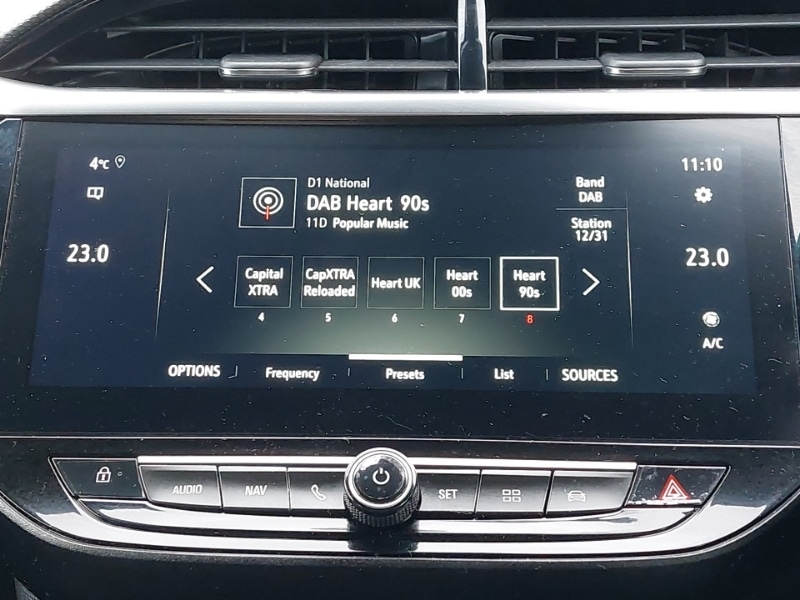 4°C
11:10
D1 National
DAB Heart 90s
11D Popular Music
Band
DAB
Station
12/31
23.0
23.0
Capital
XTRA
CapXTRA
Reloaded
Heart UK
Heart
00s
Heart
90s
4
5
6
7
8
A/C
OPTIONS
Frequency
Presets
List
SOURCES
AUDIO
NAV
SET